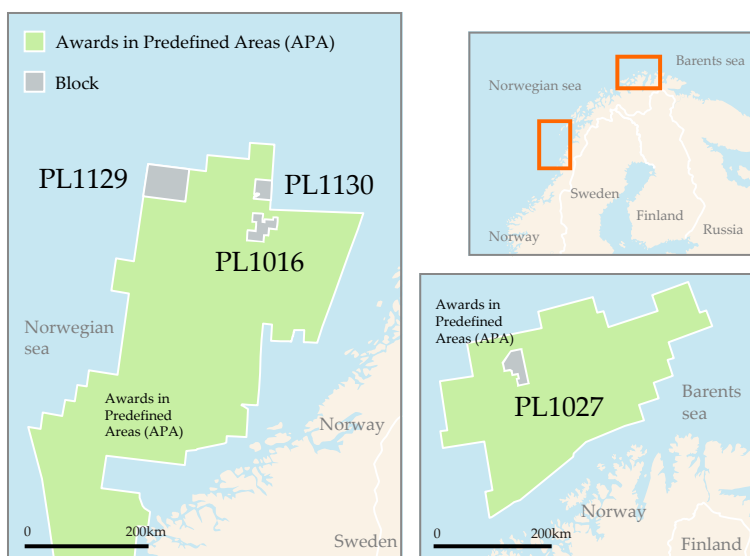 Awards in Predefined Areas (APA)
Block
PL1129
PL1130
PL1016
Norwegian
sea
Awards in
Predefined
Areas (APA)
Norway
Sweden
0
200km
Barents sea
Norwegian sea
Sweden
Finland
Norway
Russia
Awards in
Predefined
Areas (APA)
PL1027
Barents
sea
Norway
Finland
0
200km